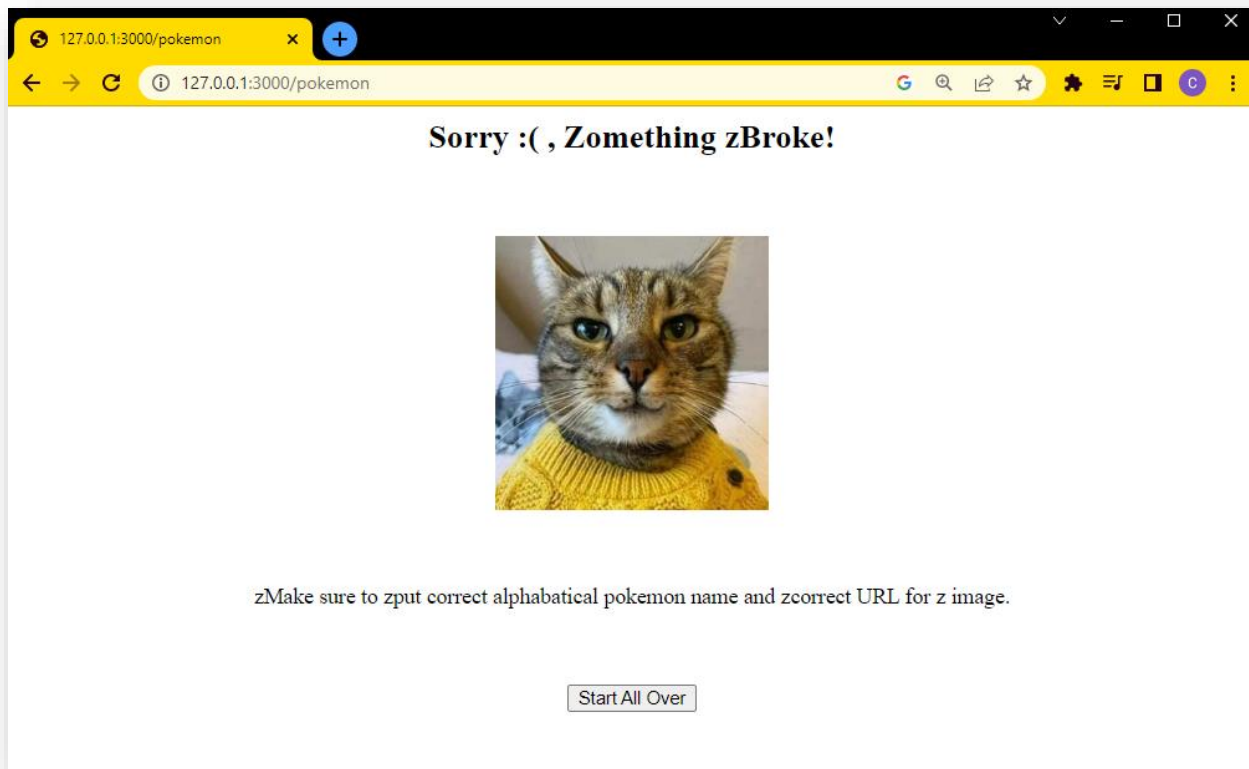 127.0.0.1:3000/pokemon
127.0.0.1:3000/pokemon
C
Sorry :( , Zomething zBroke!
zMake sure to zput correct alphabatical pokemon name and zcorrect URL for z image.
Start All Over